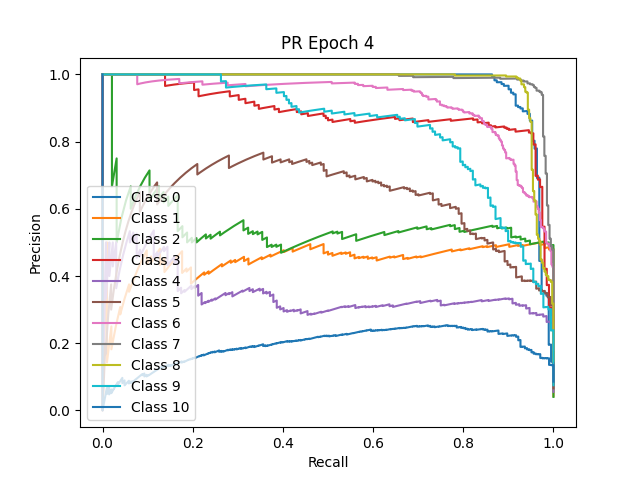 PR Epoch 4
1.0
0.8
0.6
0.4
0.2
0.0
Precision
Class 0
Class 1
Class 2
Class 3
Class 4
Class 5
Class 6
Class 7
Class 8
Class 9
Class 10
0.0 0.2 0.4 0.6 0.8 1.0
Recall